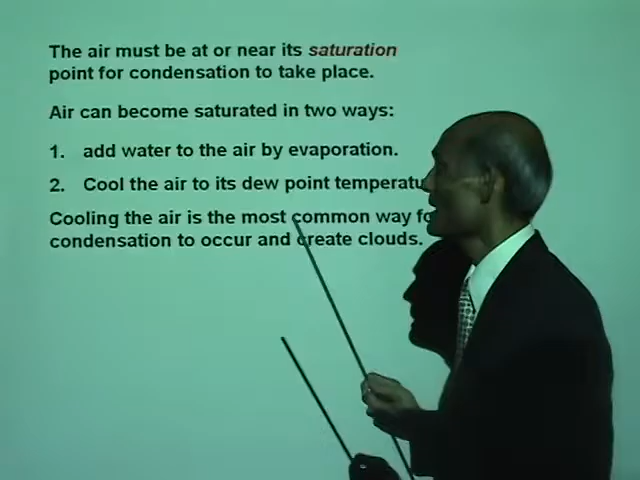 The air must be at or near its saturation
point for condensation to take place.
Air can become saturated in two ways:
1. add water to the air by evaporation.
2. Cool the air to its dew point
Cooling the air is the most common way
condensation to occur and create clouds.